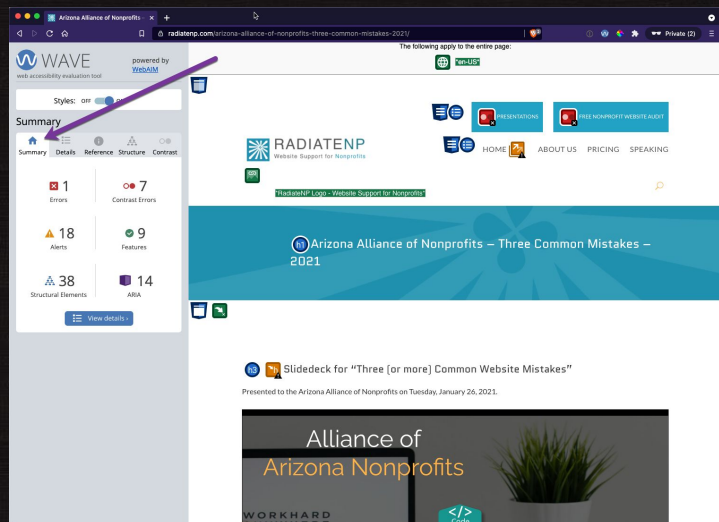 Arizona Alliance of Nonprofits -
radiatenp.com/arizona-alliance-of-nonprofits-three-common-mistakes-2021/
Private (2)
WAVE
web accessibility evaluation tool
powered by
WebAIM
Styles: OFF
Summary
Summary Details Reference Structure Contrast
1
Errors
7
Contrast Errors
18
Alerts
9
Features
38
Structural Elements
14
ARIA
View details ›
The following apply to the entire page:
*en-US*
PRESENTATIONS
FREE NONPROFIT WEBSITE AUDIT
RADIATENP
Website Support for Nonprofits
HOME ABOUT US PRICING SPEAKING
*RadiateNP Logo - Website Support for Nonprofits*
h1 Arizona Alliance of Nonprofits – Three Common Mistakes –
2021
h3 Slidedeck for “Three (or more) Common Website Mistakes”
Presented to the Arizona Alliance of Nonprofits on Tuesday, January 26, 2021.
Alliance of
Arizona Nonprofits
WORKHARD
</>
Code